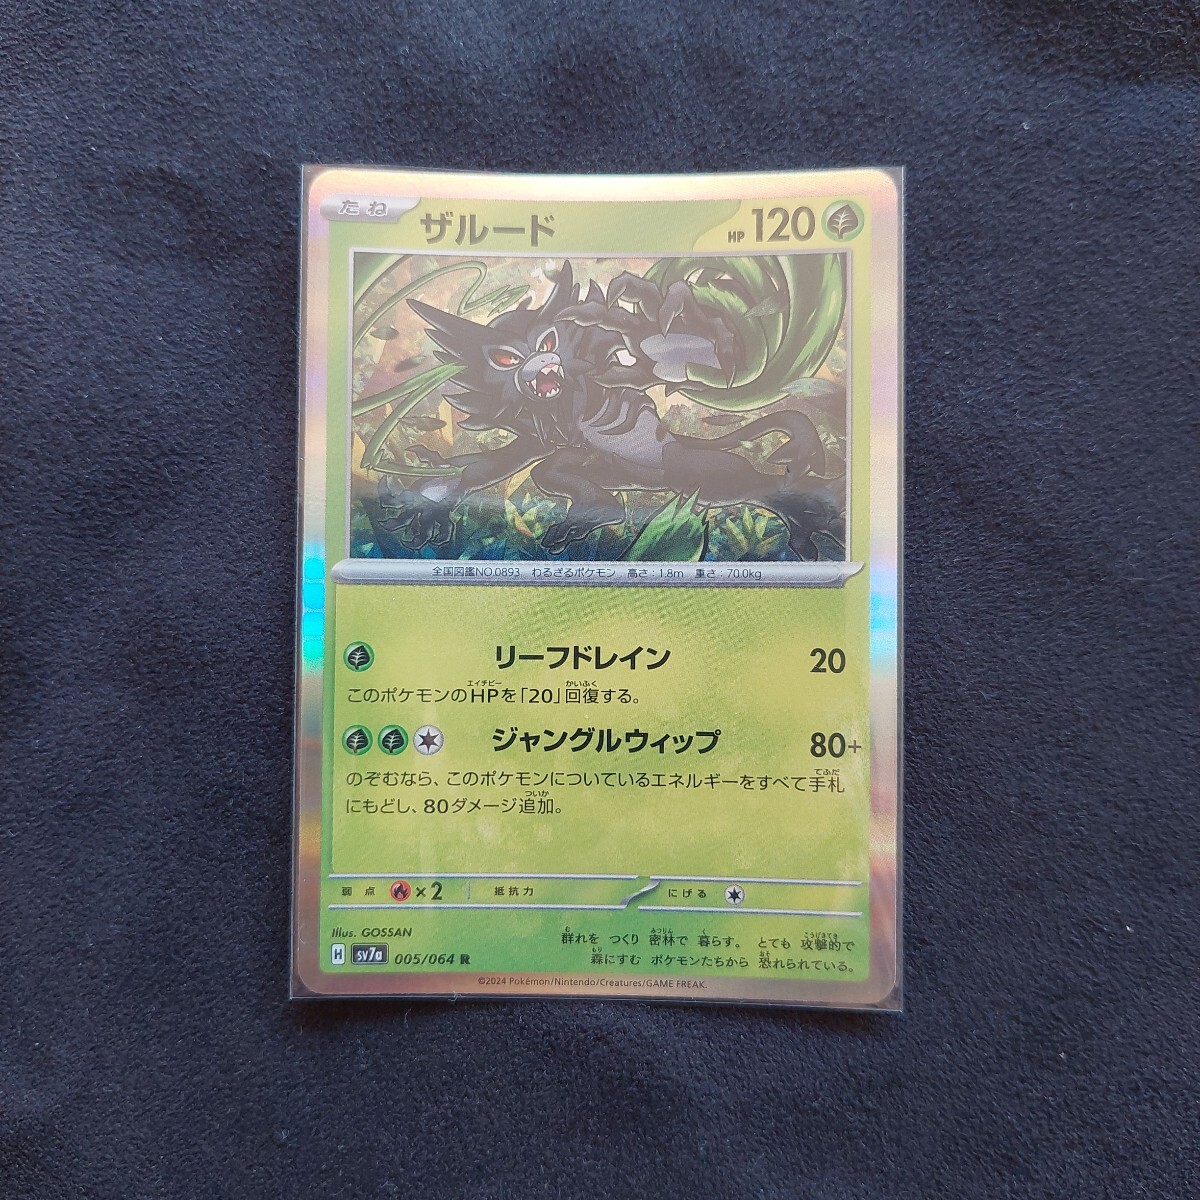 たね ザルード HP 120
全国図鑑NO.0893 わるざるポケモン 高さ:1.8m 重さ:70.0kg
リーフドレイン 20
このポケモンのHPを「20」回復する。
ジャングルウィップ 80+
のぞむなら、このポケモンについているエネルギーをすべて手札
にもどし、80ダメージ追加。
弱点 ×2 抵抗力 にげる
Illus. GOSSAN
H sv7a 005/064 R
群れを つくり 密林で 暮らす。 とても 攻撃的で
森にすむ ポケモンたちから 恐れられている。
©2024 Pokémon/Nintendo/Creatures/GAME FREAK.